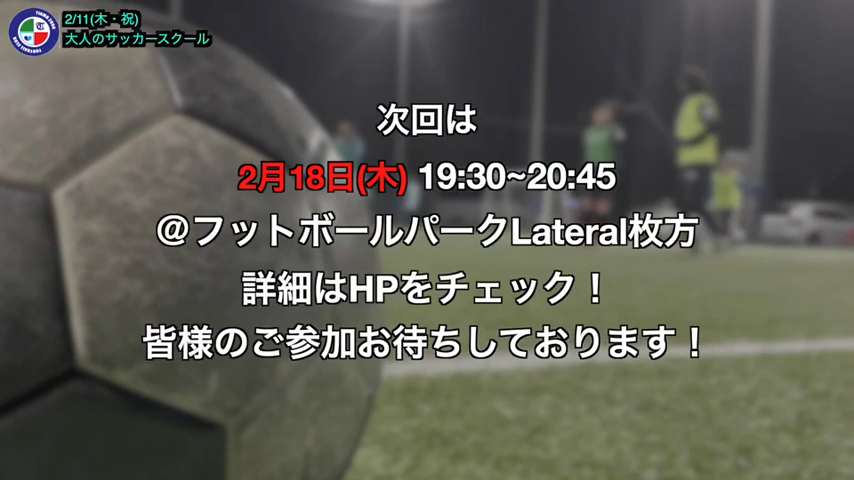 2/11(木・祝)
大人のサッカースクール
次回は
2月18日(木) 19:30~20:45
@フットボールパークLateral枚方
詳細はHPをチェック！
皆様のご参加お待ちしております！